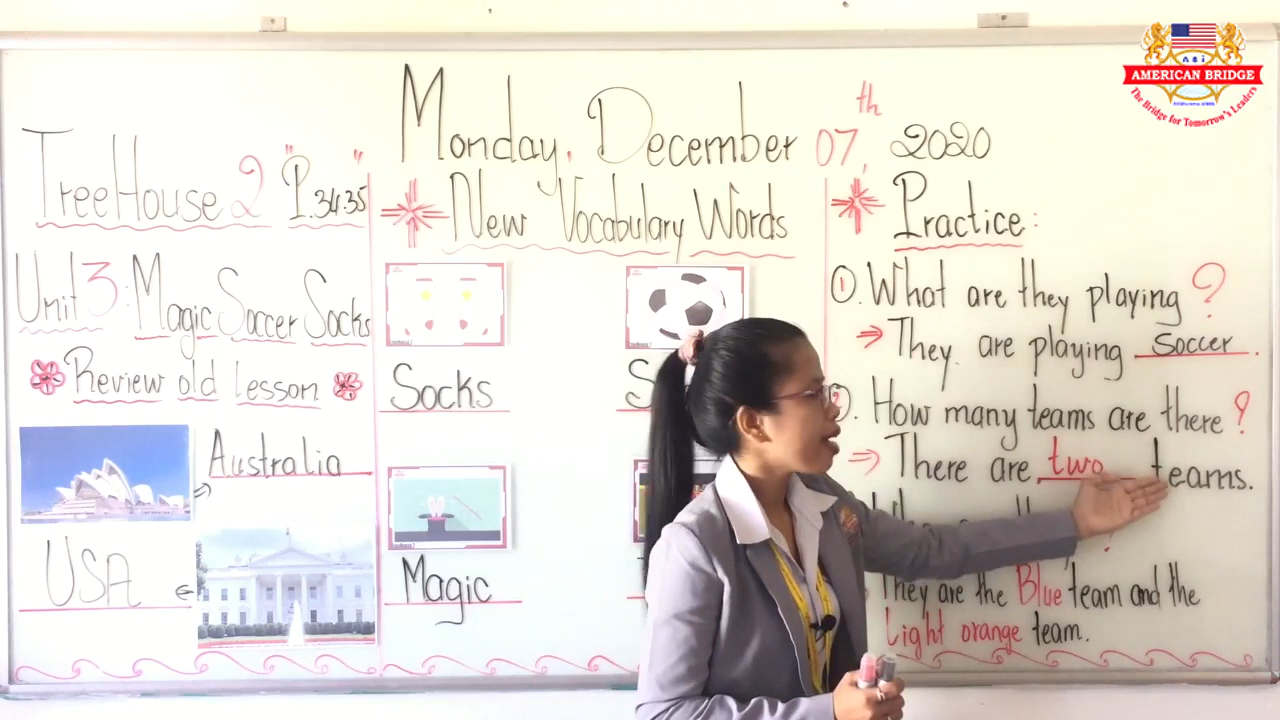 AMERICAN BRIDGE
The Bridge for Tomorrow's Leaders
Monday, December 07th, 2020
TreeHouse 2 "P.34-35"
Unit 3: Magic Soccer Socks
Review old lesson
Australia
USA
New Vocabulary Words
Socks
S
Magic
Practice:
1. What are they playing?
They are playing soccer.
2. How many teams are there?
There are two teams.
They are the Blue team and the
Light orange team.